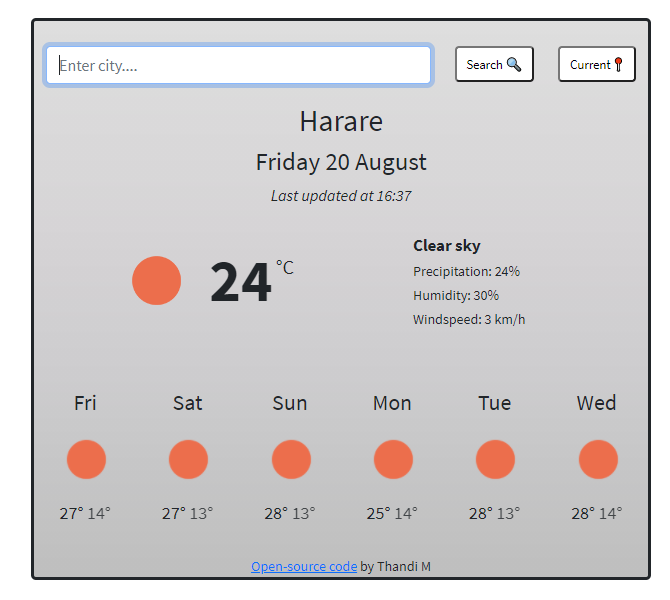 Enter city....
Search
Current
Harare
Friday 20 August
Last updated at 16:37
24 °C
Clear sky
Precipitation: 24%
Humidity: 30%
Windspeed: 3 km/h
Fri Sat Sun Mon Tue Wed
27° 14° 27° 13° 28° 13° 25° 14° 28° 13° 28° 14°
Open-source code by Thandi M